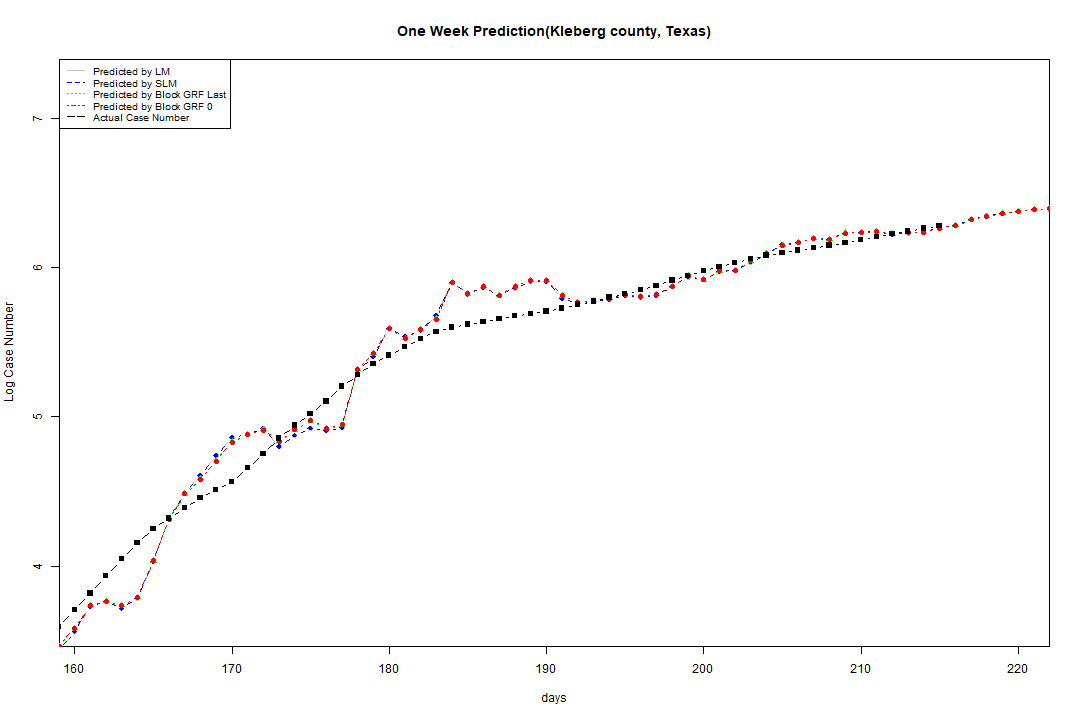 One Week Prediction(Kleberg county, Texas)
Predicted by LM
Predicted by SLM
Predicted by Block GRF Last
Predicted by Block GRF 0
Actual Case Number
7
6
5
4
Log Case Number
160 170 180 190 200 210 220
days